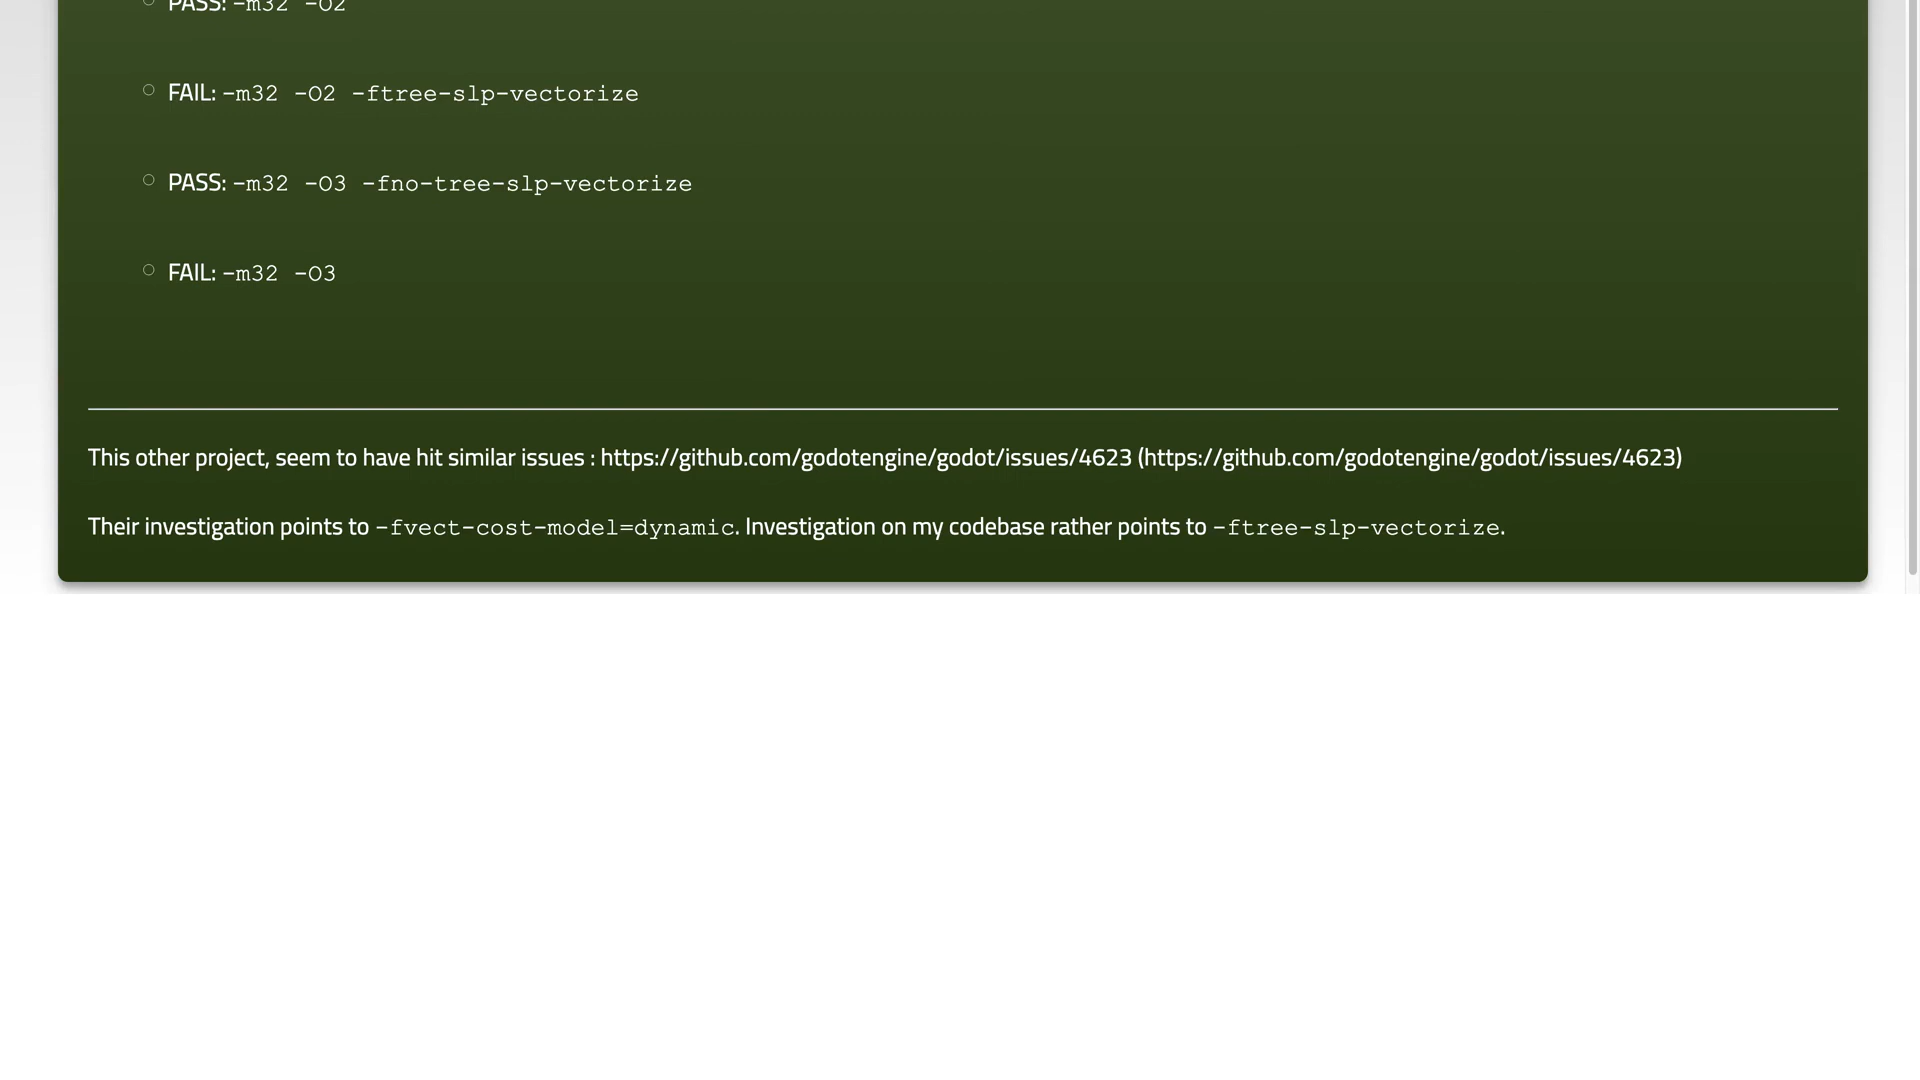 PASS: -m32 -O2
FAIL: -m32 -O2 -ftree-slp-vectorize
PASS: -m32 -O3 -fno-tree-slp-vectorize
FAIL: -m32 -O3
This other project, seem to have hit similar issues : https://github.com/godotengine/godot/issues/4623 (https://github.com/godotengine/godot/issues/4623)
Their investigation points to -fvect-cost-model=dynamic. Investigation on my codebase rather points to -ftree-slp-vectorize.